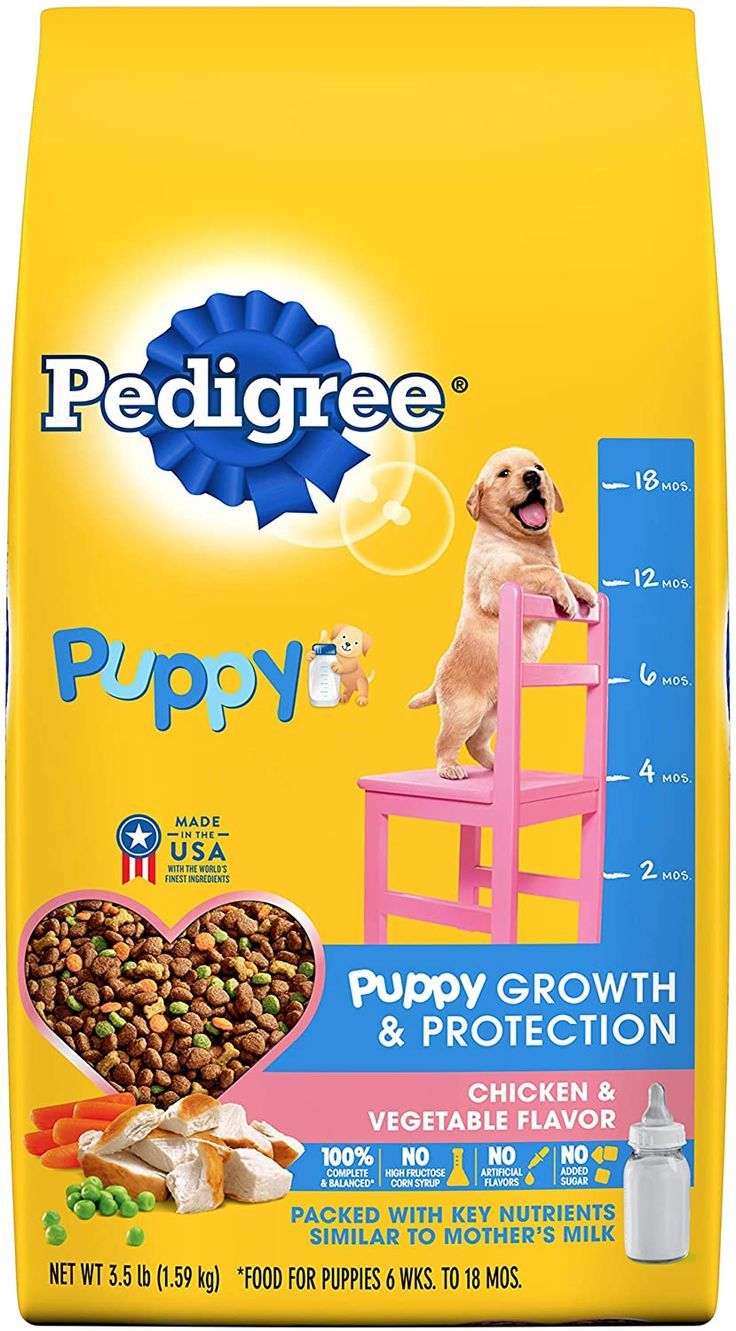 Pedigree®
18 MOS.
12 MOS.
6 MOS.
4 MOS.
2 MOS.
Puppy
MADE
IN THE
USA
WITH THE WORLD'S
FINEST INGREDIENTS
Puppy GROWTH
& PROTECTION
CHICKEN &
VEGETABLE FLAVOR
100%
COMPLETE
& BALANCED*
NO
HIGH FRUCTOSE
CORN SYRUP
NO
ARTIFICIAL
FLAVORS
NO
ADDED
SUGAR
PACKED WITH KEY NUTRIENTS
SIMILAR TO MOTHER'S MILK
NET WT 3.5 lb (1.59 kg) *FOOD FOR PUPPIES 6 WKS. TO 18 MOS.